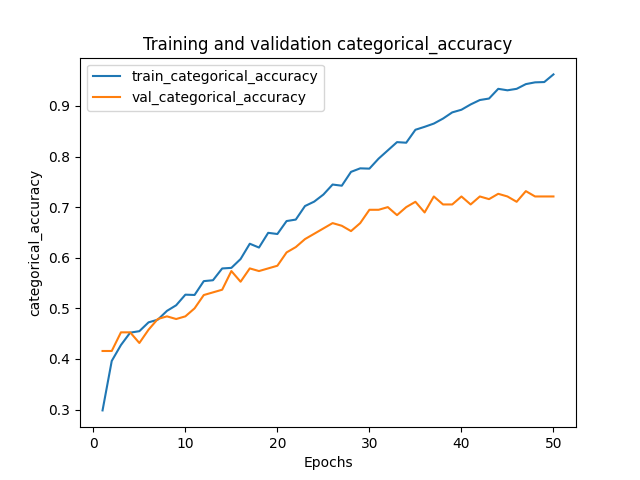 Training and validation categorical_accuracy
train_categorical_accuracy
val_categorical_accuracy
categorical_accuracy
0.9
0.8
0.7
0.6
0.5
0.4
0.3
0 10 20 30 40 50
Epochs